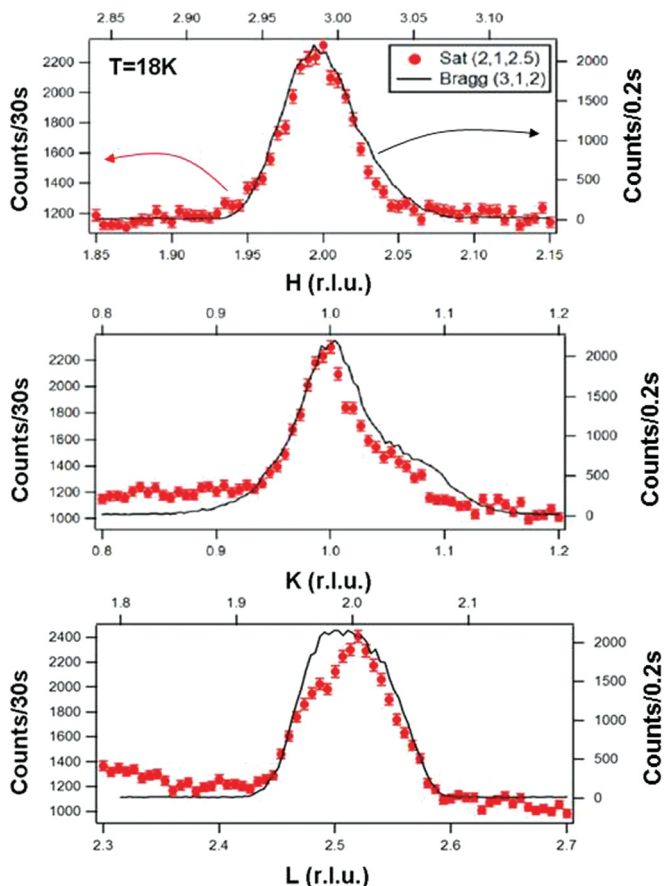 2.85 2.90 2.95 3.00 3.05 3.10
T=18K
Sat (2,1,2.5)
Bragg (3,1,2)
Counts/30s
2200
2000
1800
1600
1400
1200
2000
1500
1000
500
0
Counts/0.2s
1.85 1.90 1.95 2.00 2.05 2.10 2.15
H (r.l.u.)
0.8 0.9 1.0 1.1 1.2
Counts/30s
2200
2000
1800
1600
1400
1200
1000
2000
1500
1000
500
0
Counts/0.2s
0.8 0.9 1.0 1.1 1.2
K (r.l.u.)
1.8 1.9 2.0 2.1
Counts/30s
2400
2200
2000
1800
1600
1400
1200
1000
2000
1500
1000
500
0
Counts/0.2s
2.3 2.4 2.5 2.6 2.7
L (r.l.u.)